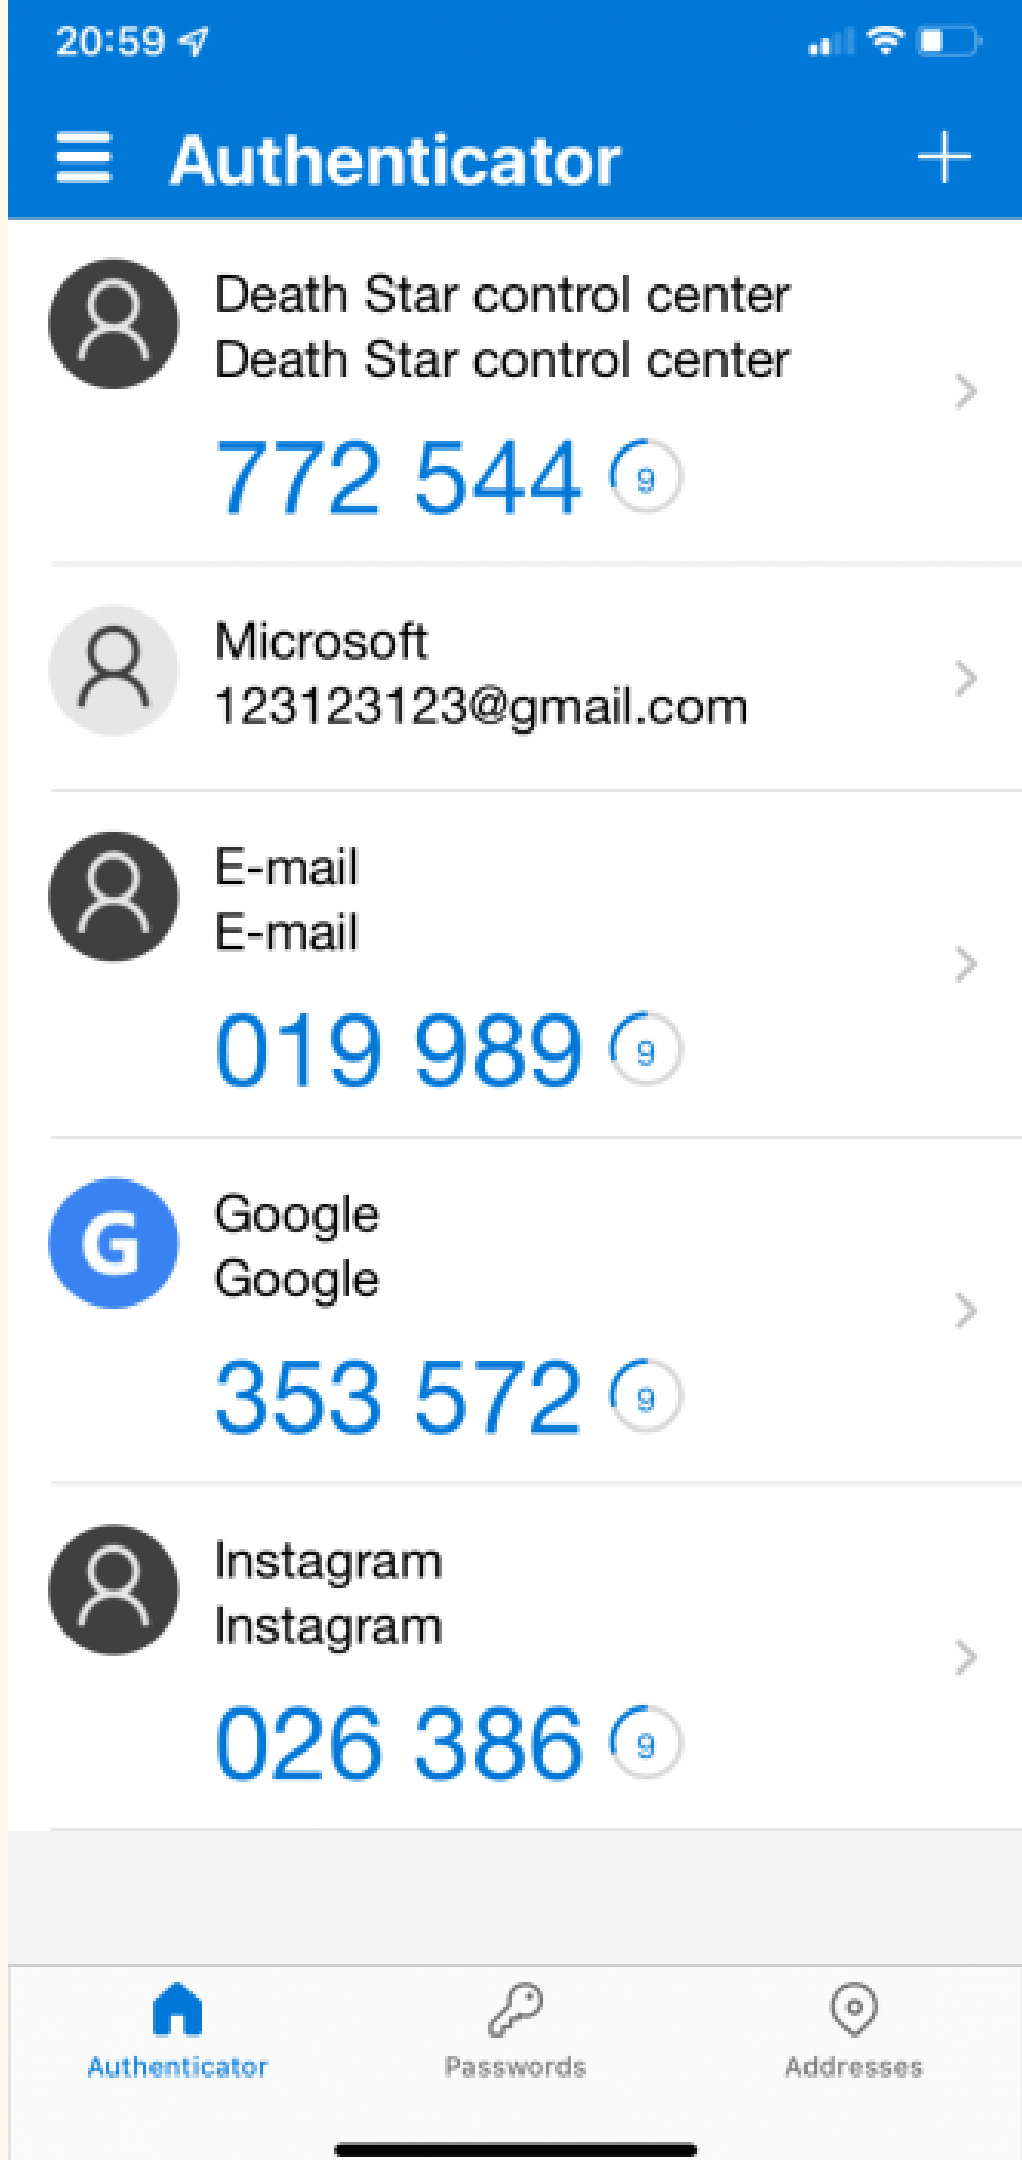 20:59
Authenticator
Death Star control center
Death Star control center
772 544 9
Microsoft
123123123@gmail.com
E-mail
E-mail
019 989 9
G
Google
Google
353 572 9
Instagram
Instagram
026 386 9
Authenticator Passwords Addresses